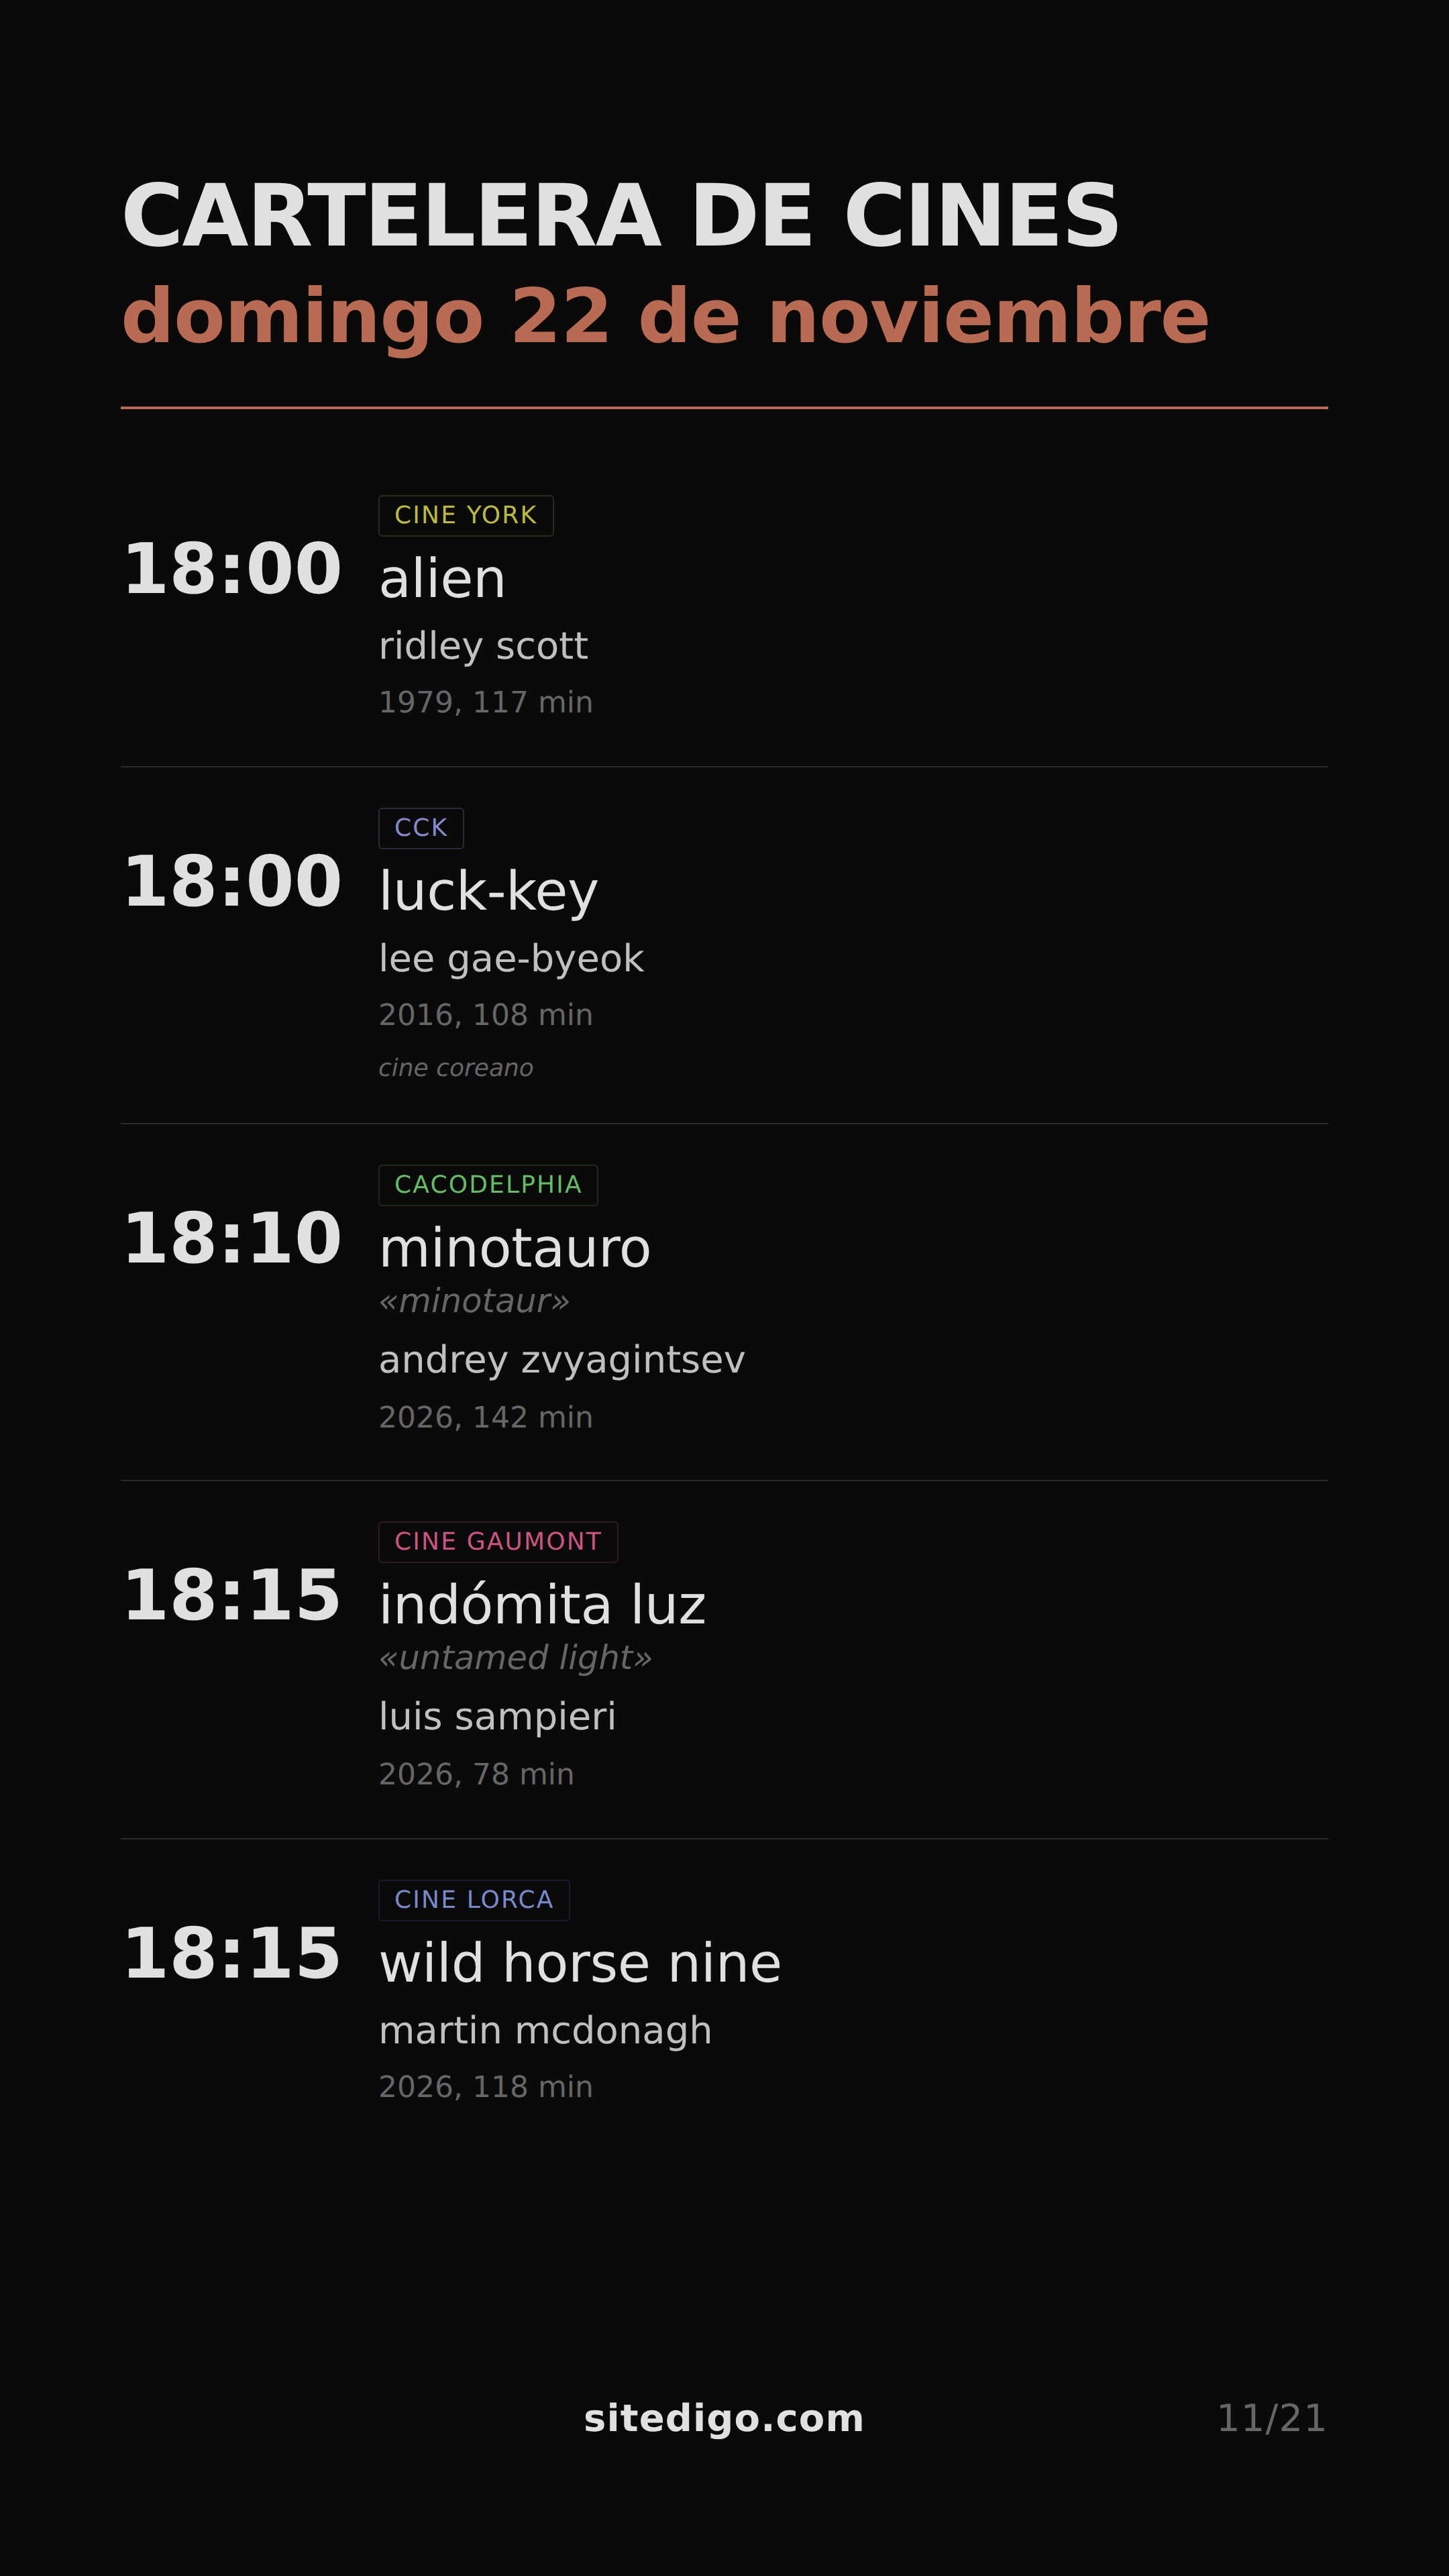 CARTELERA DE CINES
domingo 22 de noviembre
CINE YORK
18:00
alien
ridley scott
1979, 117 min
CCK
18:00
luck-key
lee gae-byeok
2016, 108 min
cine coreano
CACODELPHIA
18:10
minotauro
«minotaur»
andrey zvyagintsev
2026, 142 min
CINE GAUMONT
18:15
indómita luz
«untamed light»
luis sampieri
2026, 78 min
CINE LORCA
18:15
wild horse nine
martin mcdonagh
2026, 118 min
sitedigo.com
11/21